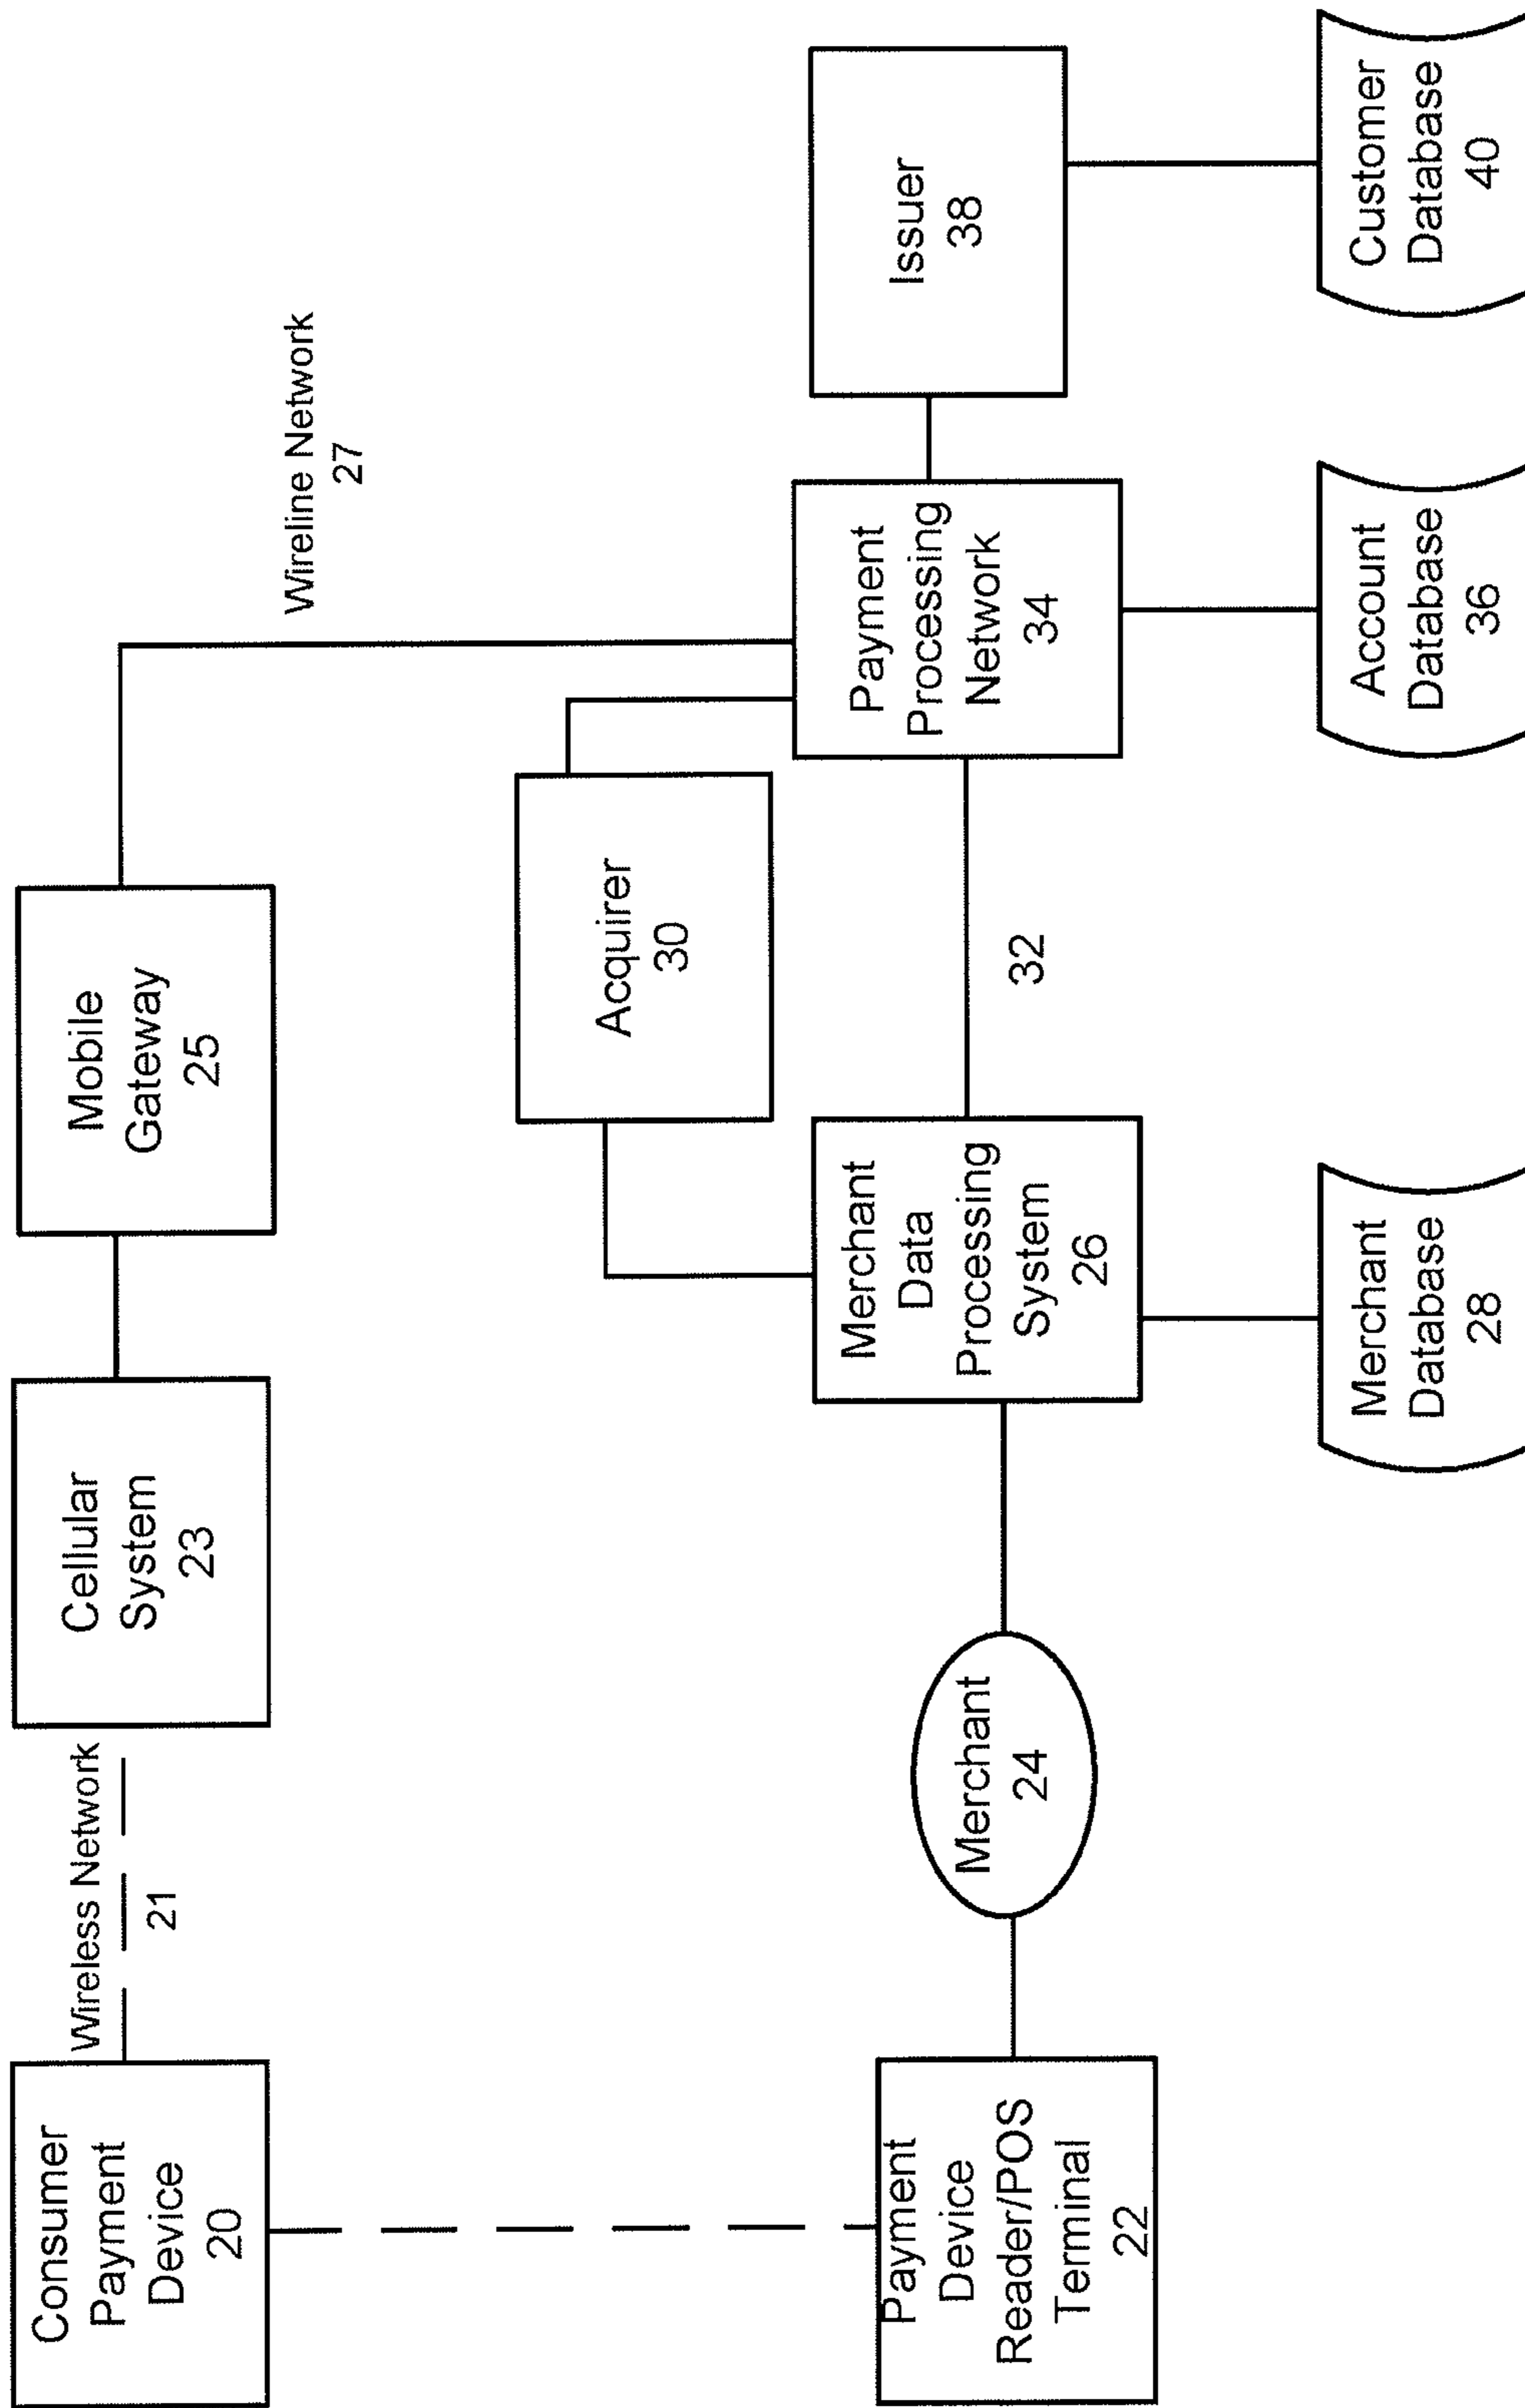 Consumer
Payment
Device
20
Wireless Network
21
Cellular
System
23
Mobile
Gateway
25
Wireline Network
27
Acquirer
30
Payment
Device
Reader/POS
Terminal
22
Merchant
24
Merchant
Data
Processing
System
26
32
Payment
Processing
Network
34
Issuer
38
Merchant
Database
28
Account
Database
36
Customer
Database
40